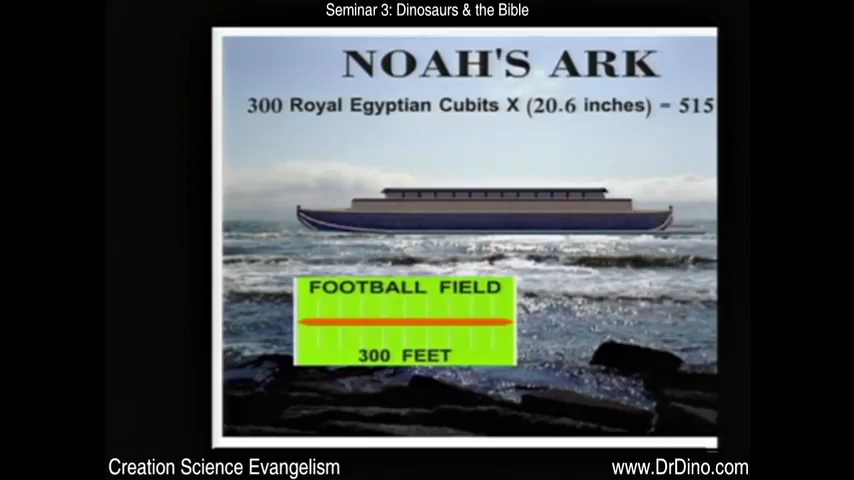 Seminar 3: Dinosaurs & the Bible
NOAH'S ARK
300 Royal Egyptian Cubits X (20.6 inches) = 515
FOOTBALL FIELD
300 FEET
Creation Science Evangelism
www.DrDino.com